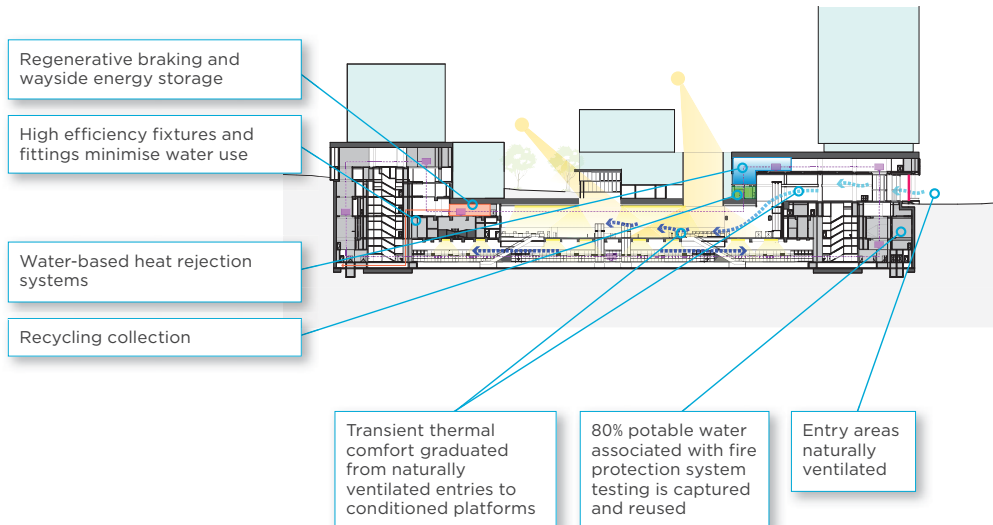 Regenerative braking and
wayside energy storage
High efficiency fixtures and
fittings minimise water use
Water-based heat rejection
systems
Recycling collection
Transient thermal
comfort graduated
from naturally
ventilated entries to
conditioned platforms
80% potable water
associated with fire
protection system
testing is captured
and reused
Entry areas
naturally
ventilated